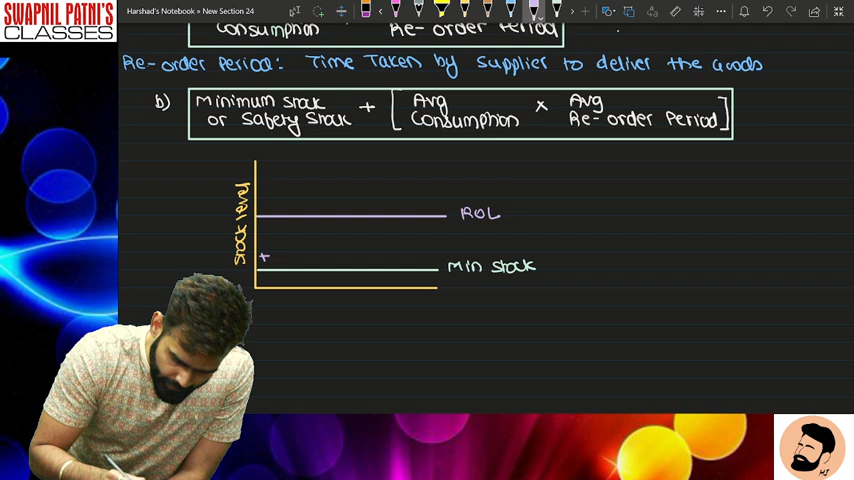 SWAPNIL PATNI'S
CLASSES
Harshad's Notebook » New Section 24
Consumption Re-order Period
Re-order Period: Time Taken by Supplier to deliver the Goods
b) Minimum Stock or Safety Stock + [Avg Consumption × Avg Re-order Period]
Stock level
ROL
+
Min Stock
HS